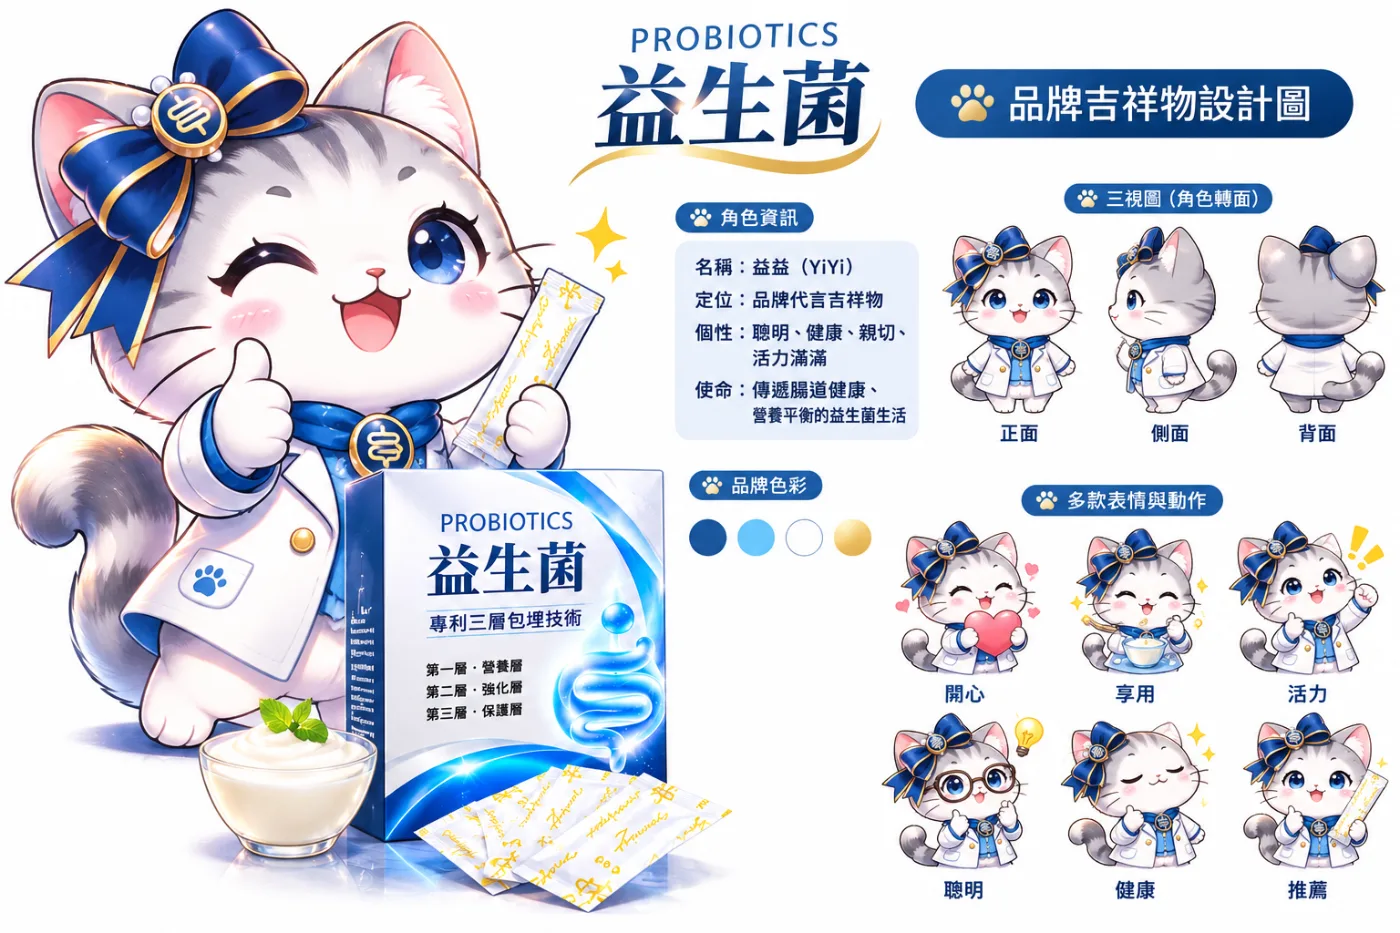 PROBIOTICS
益生菌
品牌吉祥物設計圖
角色資訊
名稱：益益（YiYi）
定位：品牌代言吉祥物
個性：聰明、健康、親切、
活力滿滿
使命：傳遞腸道健康、
營養平衡的益生菌生活
品牌色彩
三視圖（角色轉面）
正面
側面
背面
多款表情與動作
開心
享用
活力
聰明
健康
推薦
PROBIOTICS
益生菌
專利三層包埋技術
第一層・營養層
第二層・強化層
第三層・保護層